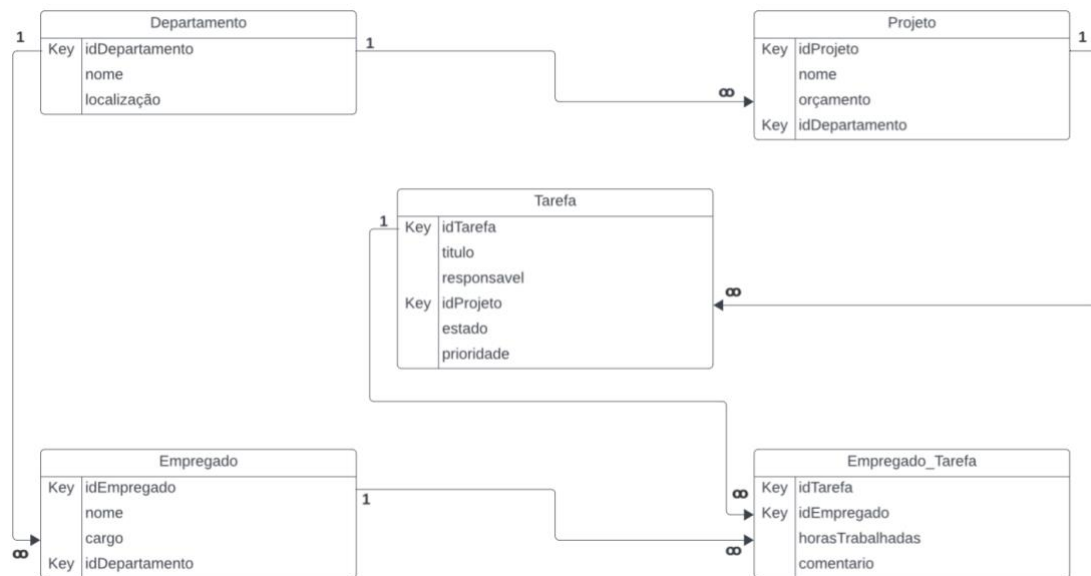 Departamento
1
Key idDepartamento
nome
localização
1
∞
Projeto
Key idProjeto
nome
orçamento
Key idDepartamento
1
Tarefa
1
Key idTarefa
titulo
responsavel
Key idProjeto
estado
prioridade
∞
Empregado
Key idEmpregado
nome
cargo
Key idDepartamento
∞
1
Empregado_Tarefa
∞
Key idTarefa
Key idEmpregado
horasTrabalhadas
comentario
∞